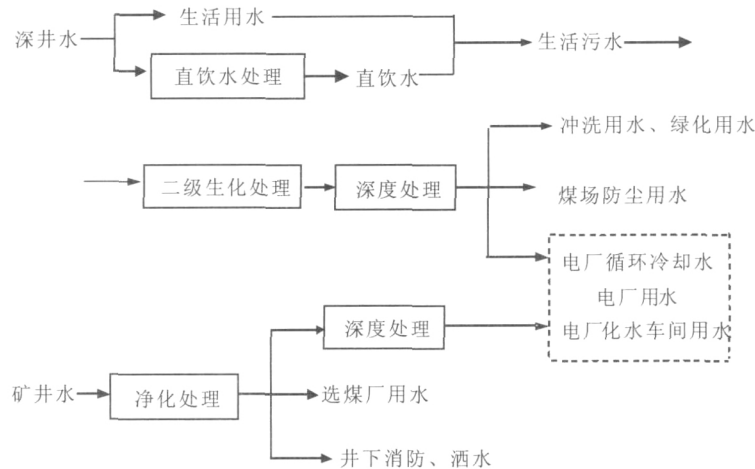 生活用水
深井水
生活污水
直饮水处理
直饮水
冲洗用水、绿化用水
二级生化处理
深度处理
煤场防尘用水
电厂循环冷却水
电厂用水
深度处理
电厂化水车间用水
矿井水
净化处理
选煤厂用水
井下消防、洒水